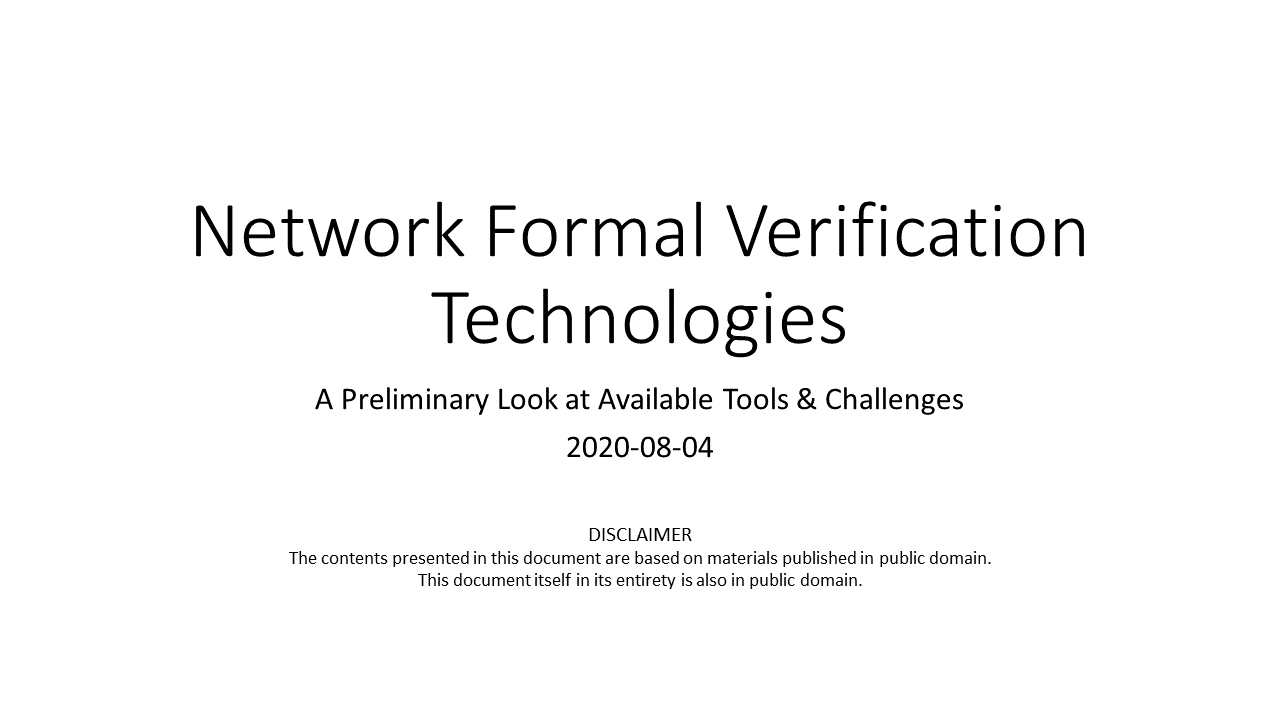 Network Formal Verification
Technologies
A Preliminary Look at Available Tools & Challenges
2020-08-04
DISCLAIMER
The contents presented in this document are based on materials published in public domain.
This document itself in its entirety is also in public domain.